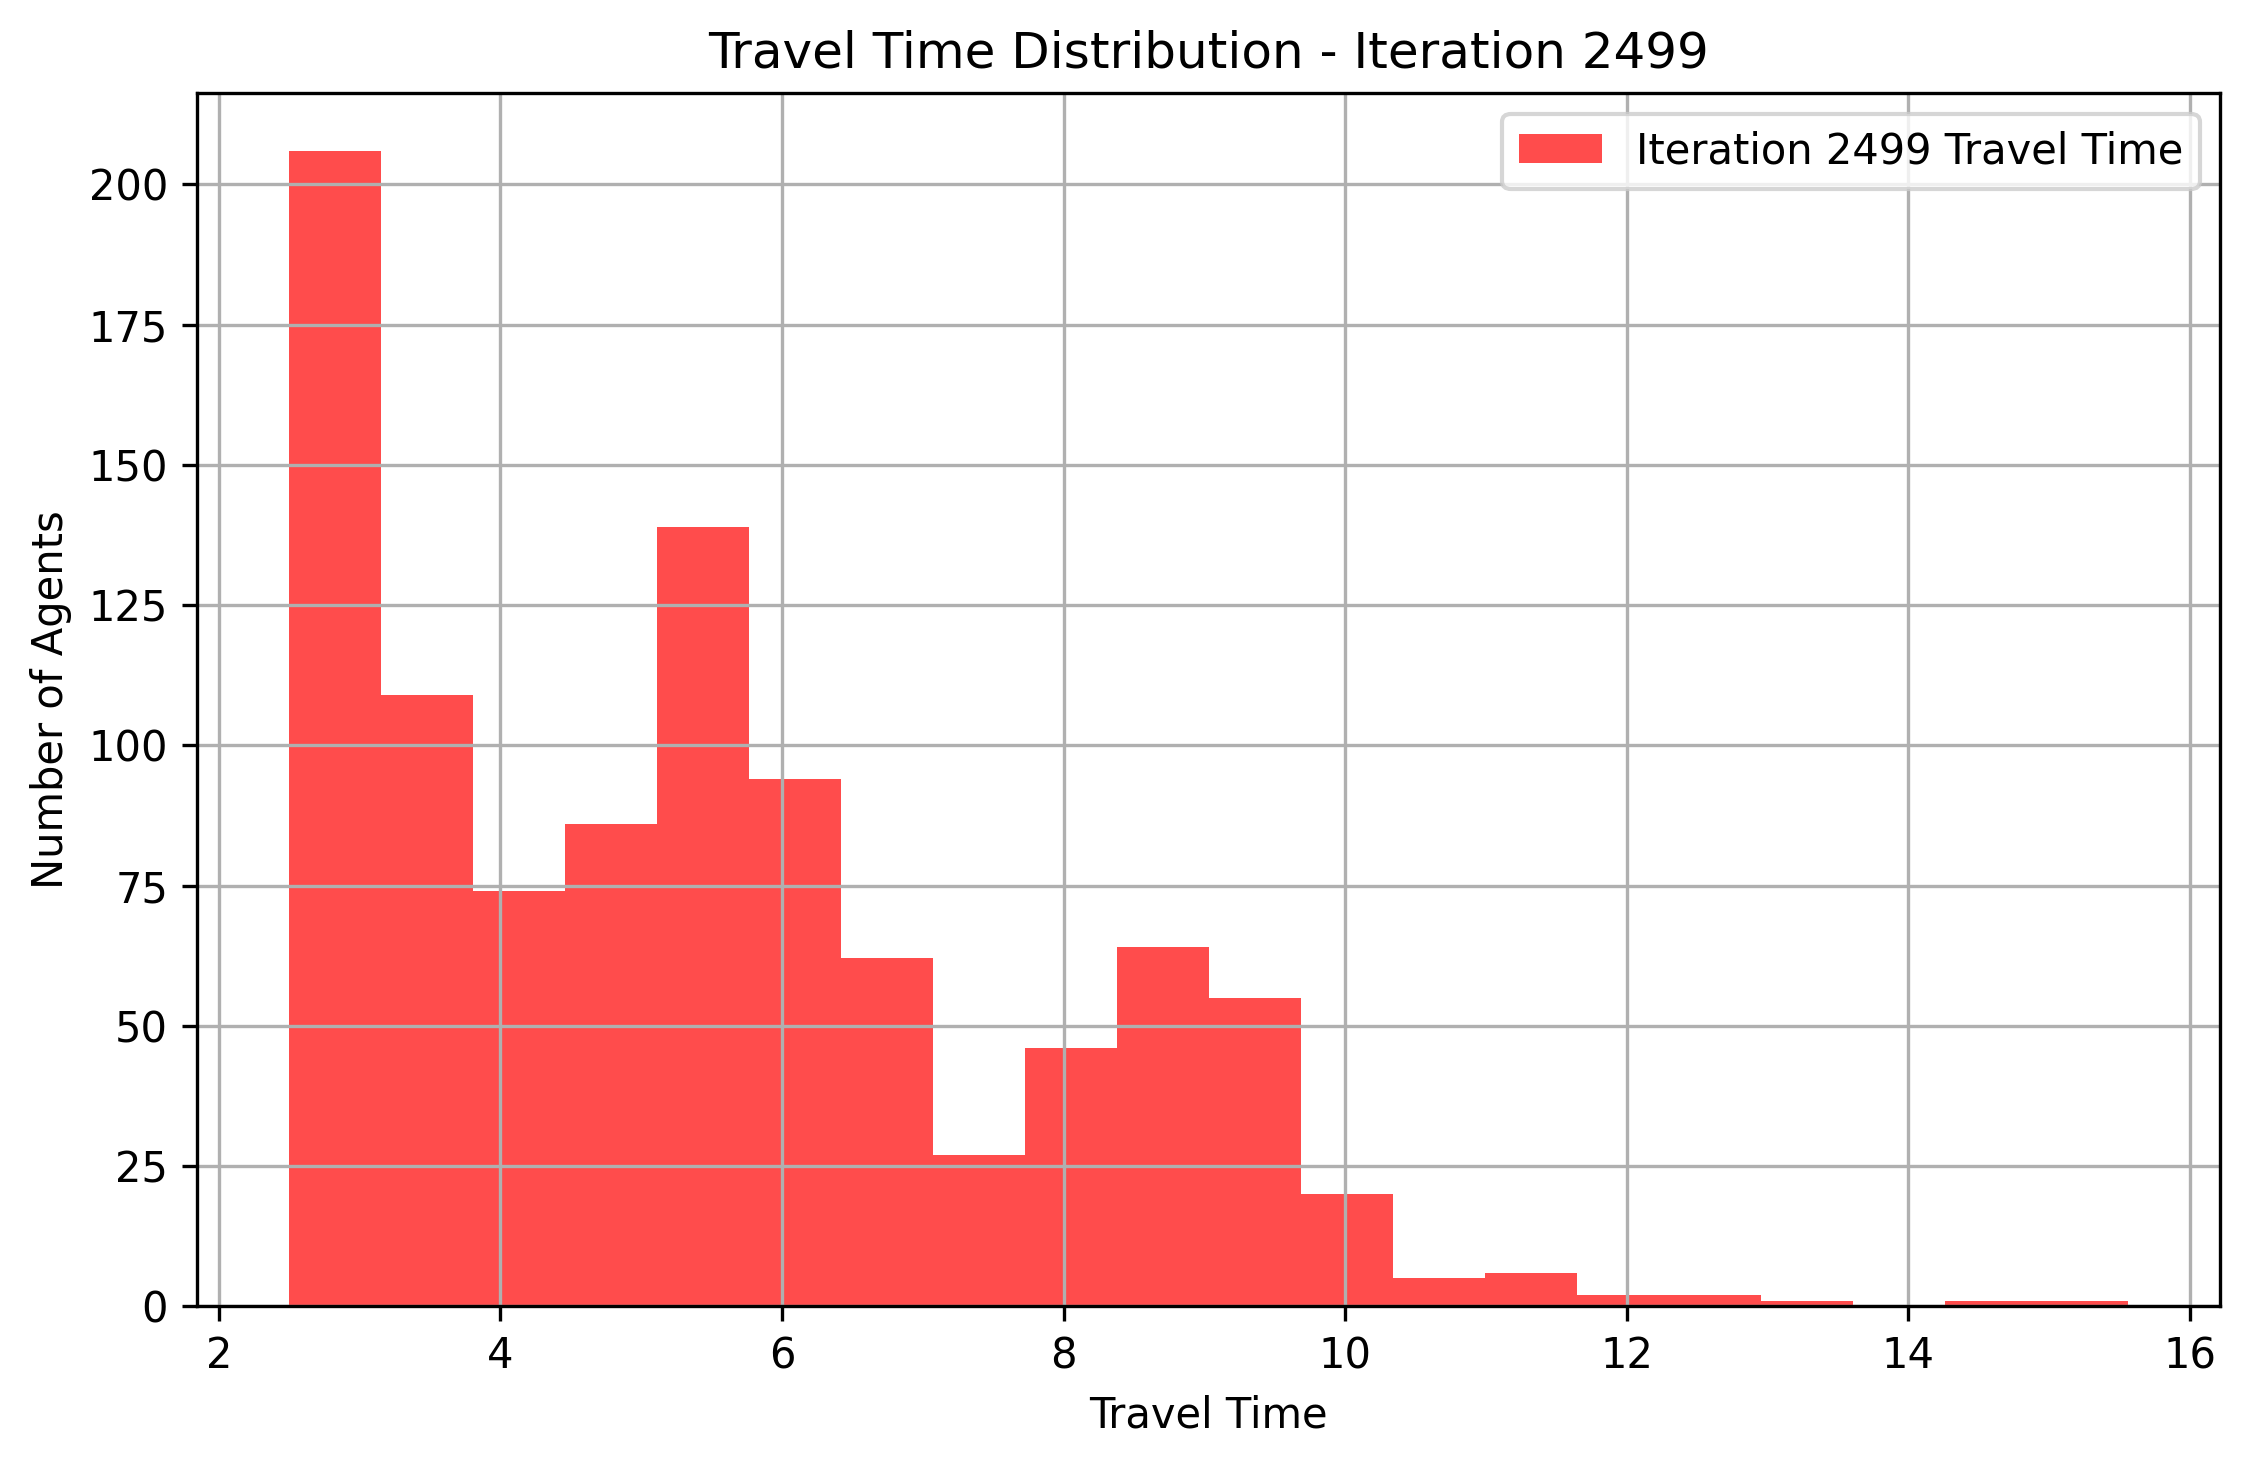 Travel Time Distribution - Iteration 2499
Iteration 2499 Travel Time
Number of Agents
200
175
150
125
100
75
50
25
0
2 4 6 8 10 12 14 16
Travel Time